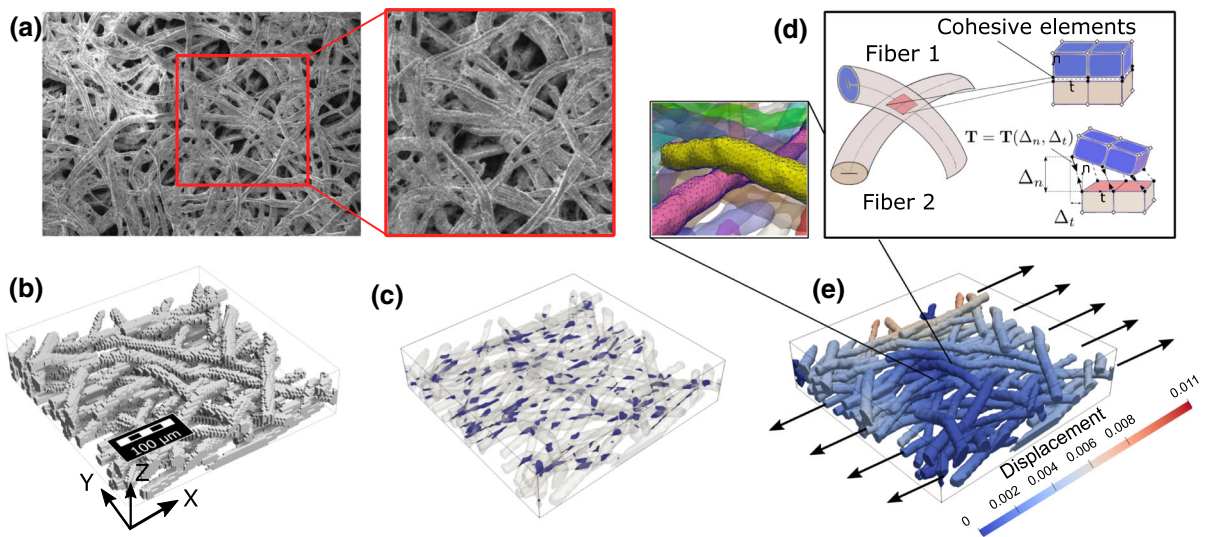 (a)
(d)
Cohesive elements
Fiber 1
n
t
T = T(Δn, Δt)
n
Δn
t
Δt
Fiber 2
(b)
(c)
(e)
100 µm
Z
Y
X
Displacement
0
0.002
0.004
0.006
0.008
0.011